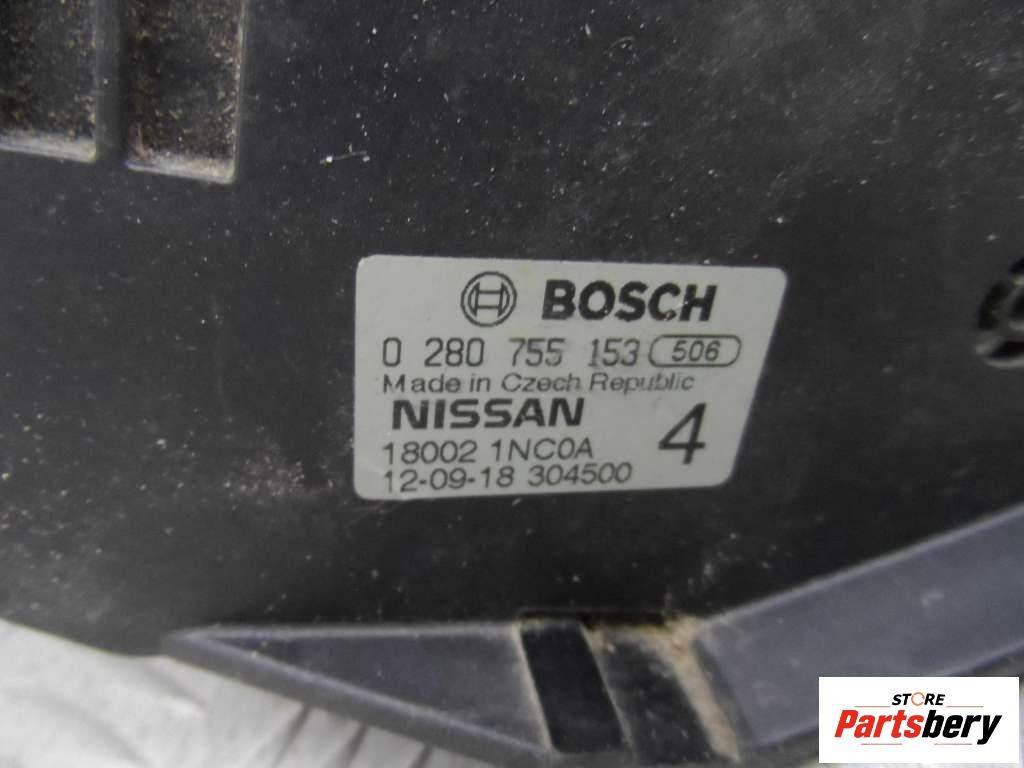 BOSCH
0 280 755 153 506
Made in Czech Republic
NISSAN
18002 1NC0A 4
12-09-18 304500
STORE
Partsbery